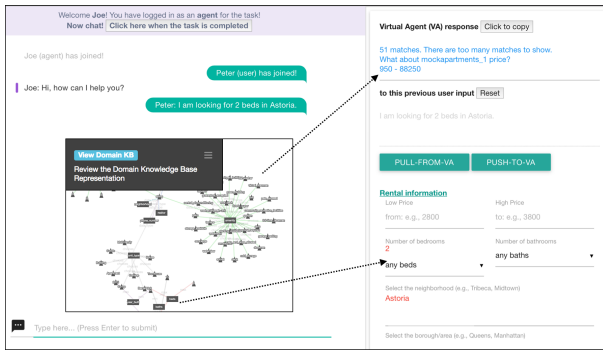 Welcome Joe! You have logged in as an agent for the task!
Now chat! Click here when the task is completed
Joe (agent) has joined!
Peter (user) has joined!
Joe: Hi, how can I help you?
Peter: I am looking for 2 beds in Astoria.
View Domain KB
Review the Domain Knowledge Base
Representation
Type here... (Press Enter to submit)
Virtual Agent (VA) response Click to copy
51 matches. There are too many matches to show.
What about mockapartments_1 price?
950 - 88250
to this previous user input Reset
I am looking for 2 beds in Astoria.
PULL-FROM-VA PUSH-TO-VA
Rental information
Low Price High Price
from: e.g., 2800 to: e.g., 3800
Number of bedrooms Number of bathrooms
2
any beds any baths
Select the neighborhood (e.g., Tribeca, Midtown)
Astoria
Select the borough/area (e.g., Queens, Manhattan)